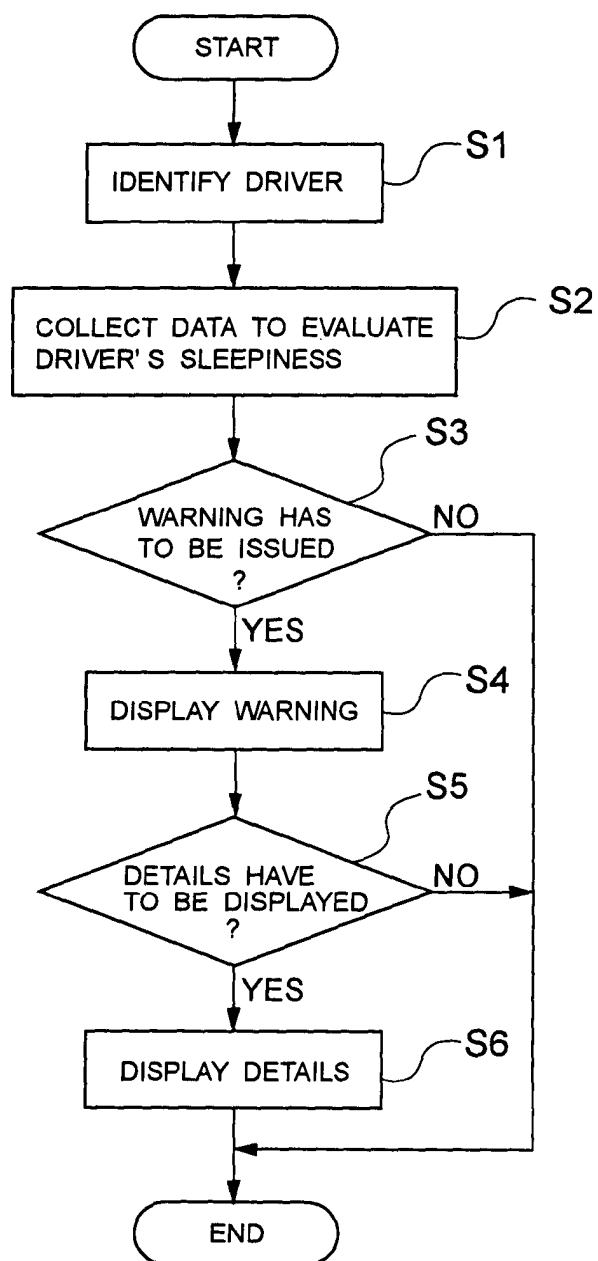 START
S1
IDENTIFY DRIVER
S2
COLLECT DATA TO EVALUATE
DRIVER'S SLEEPINESS
S3
WARNING HAS
TO BE ISSUED
?
NO
YES
S4
DISPLAY WARNING
S5
DETAILS HAVE
TO BE DISPLAYED
?
NO
YES
S6
DISPLAY DETAILS
END